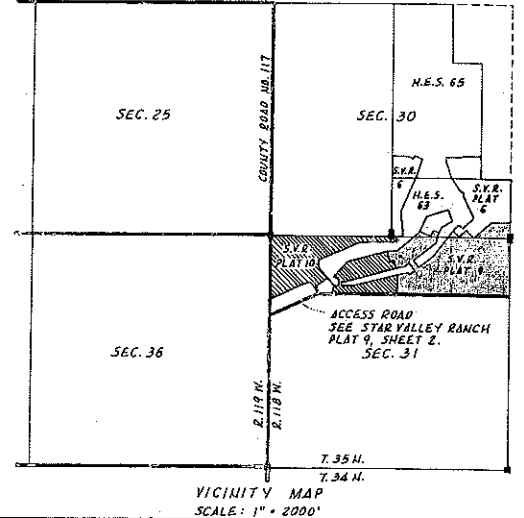 H.E.S. 65
SEC. 25
COUNTY ROAD NO. 117
SEC. 30
S.V.R.
6
H.E.S.
63
S.V.R.
PLAT
6
S.V.R.
PLAT 10
S.V.R.
PLAT 9
ACCESS ROAD
SEE STAR VALLEY RANCH
PLAT 9, SHEET 2.
SEC. 36
SEC. 31
R.119 W.
R.118 W.
T. 35 N.
T. 34 N.
VICINITY MAP
SCALE: 1" = 2000'